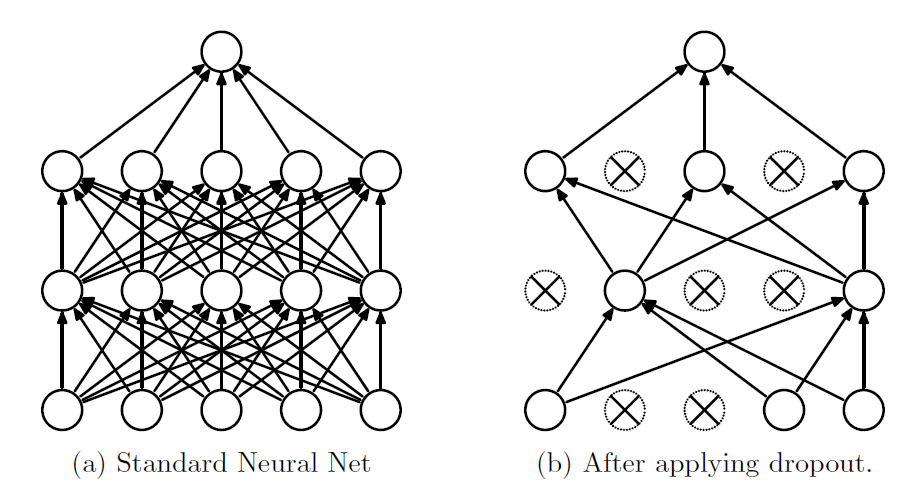 (a) Standard Neural Net
(b) After applying dropout.